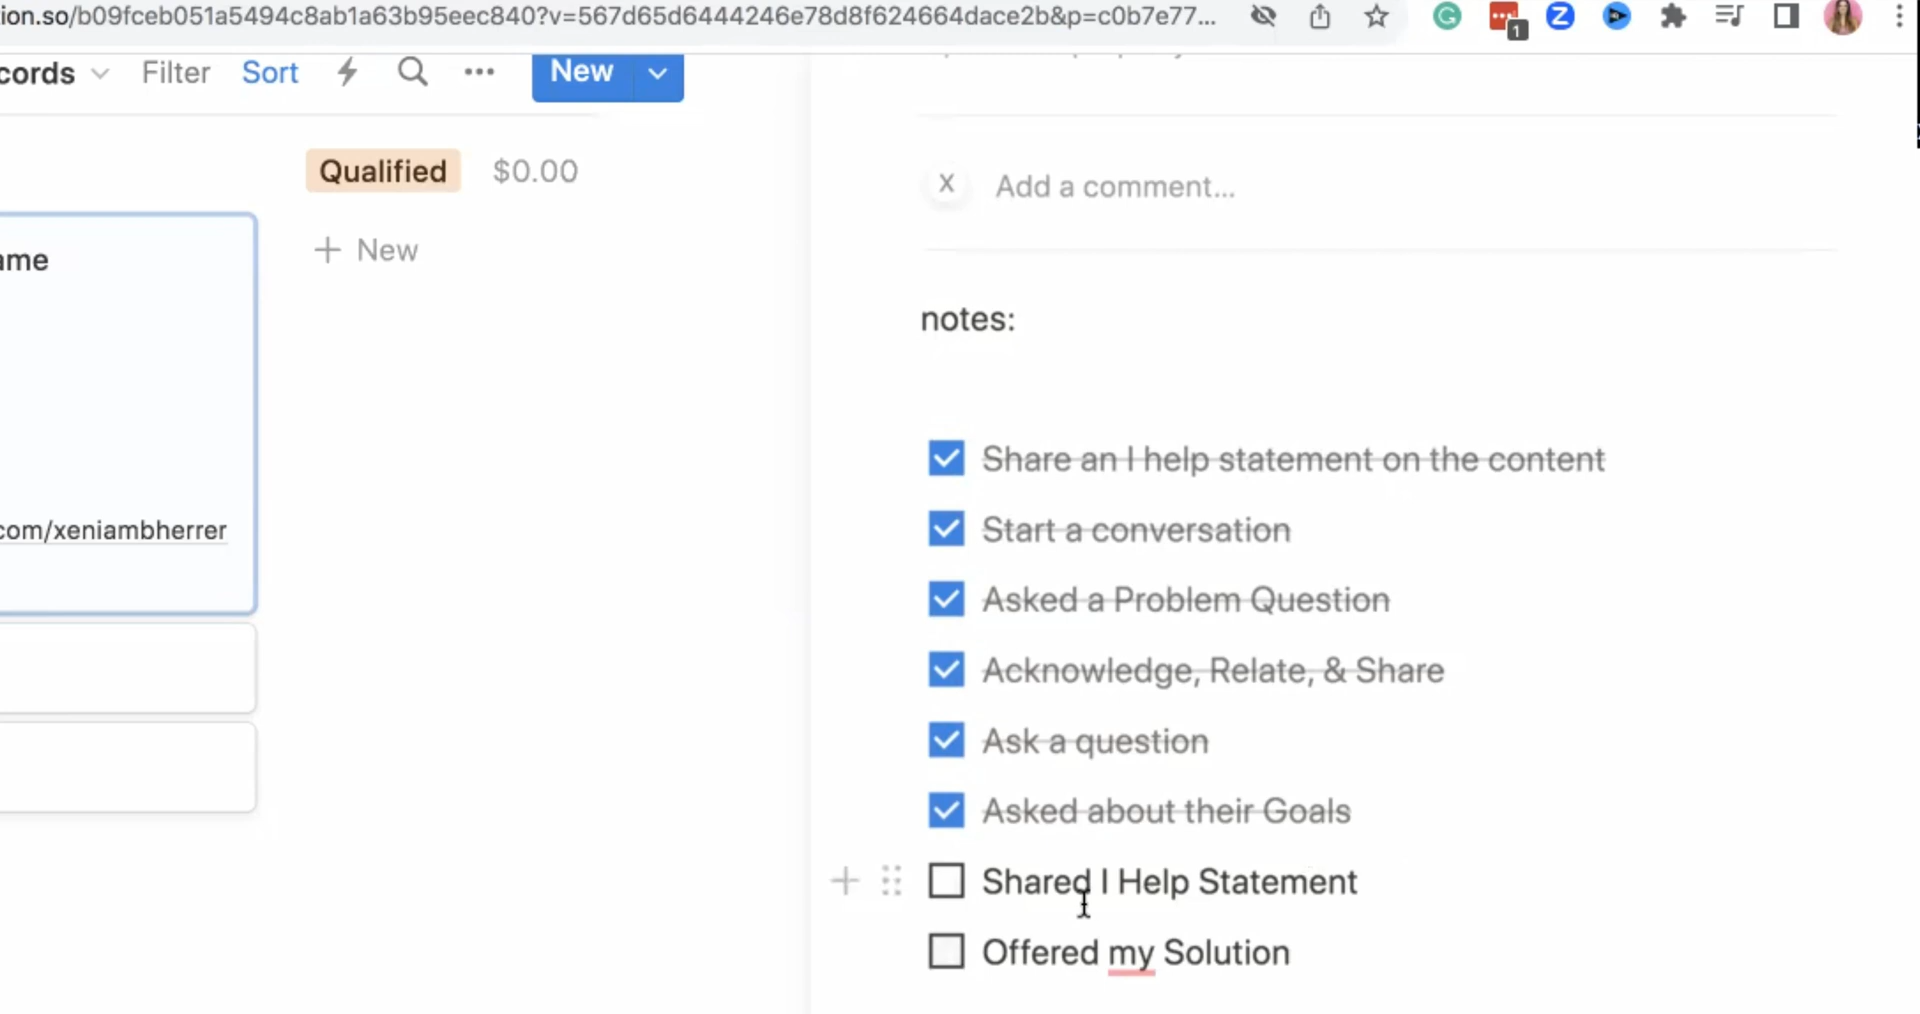 ion.so/b09fceb051a5494c8ab1a63b95eec840?v=567d65d6444246e78d8f624664dace2b&p=c0b7e77...
1
cords Filter Sort New
Qualified $0.00
+ New
ame
com/xeniambherrer
X Add a comment...
notes:
Share an I help statement on the content
Start a conversation
Asked a Problem Question
Acknowledge, Relate, & Share
Ask a question
Asked about their Goals
Shared I Help Statement
Offered my Solution